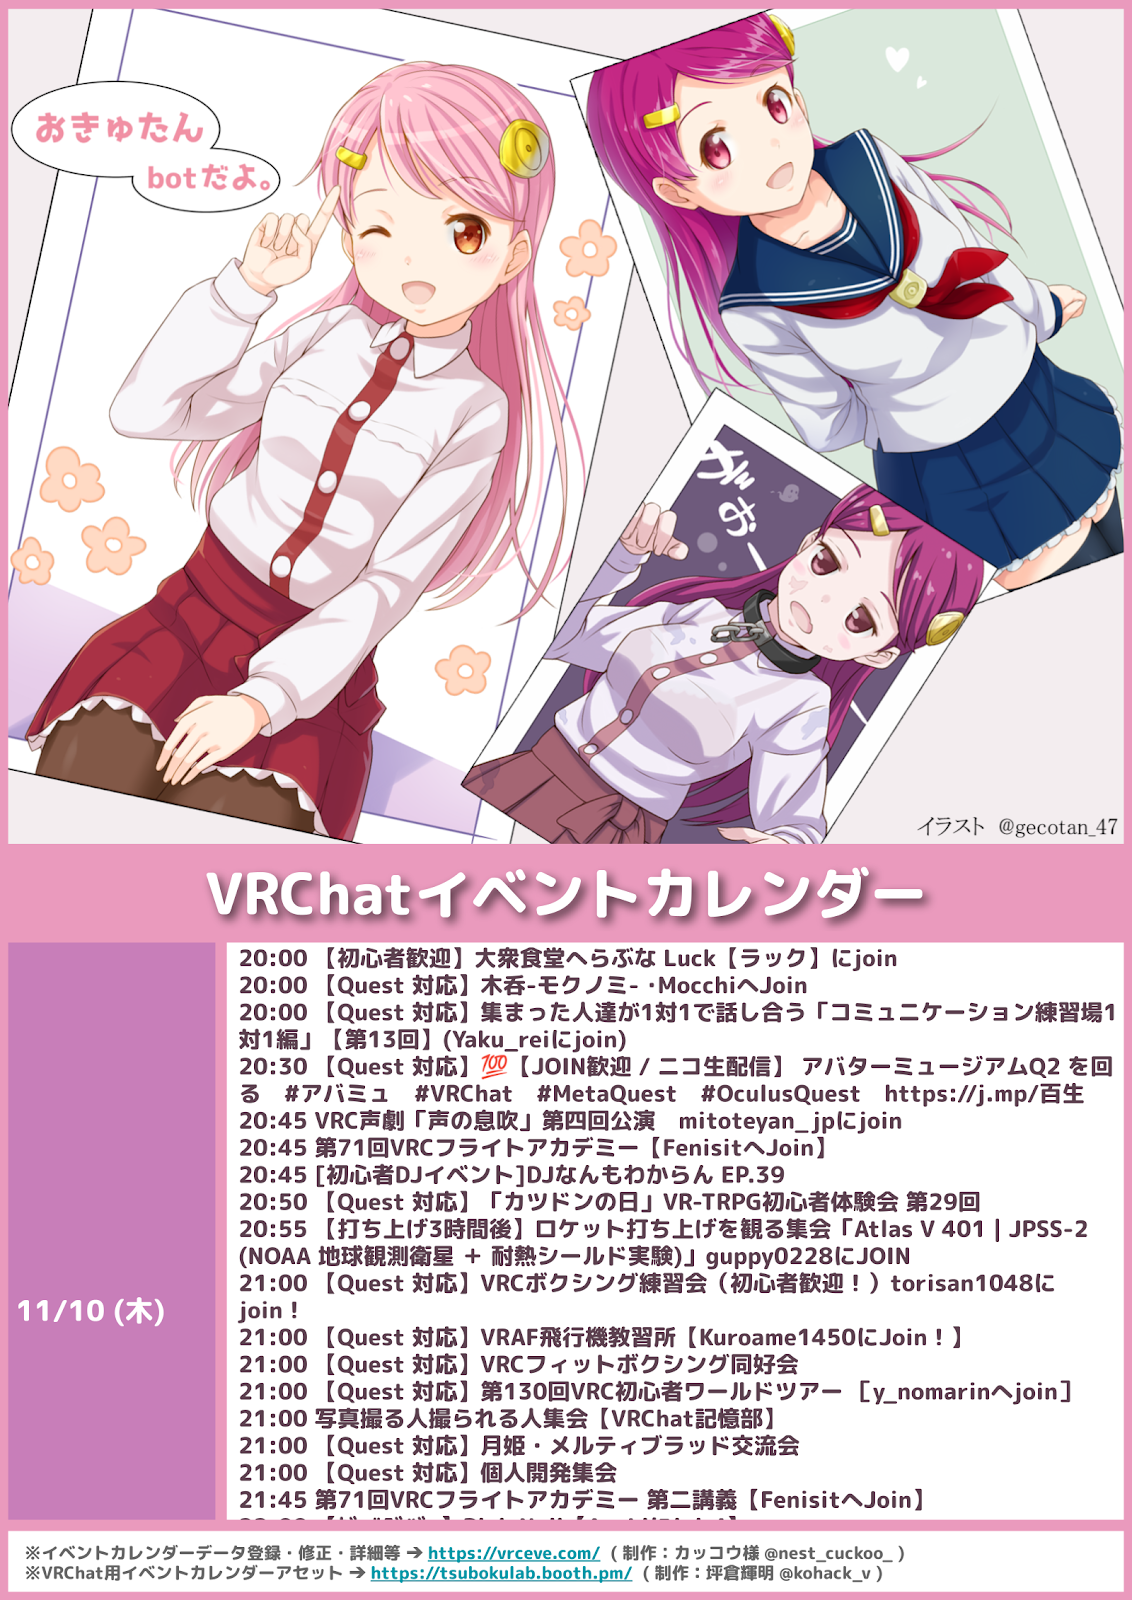 おきゅたん
botだよ。
がおー
イラスト @gecotan_47
VRChatイベントカレンダー
11/10 (木)
20:00 【初心者歓迎】大衆食堂へらぶな Luck【ラック】にjoin
20:00 【Quest 対応】木呑-モクノミ- ･MocchiへJoin
20:00 【Quest 対応】集まった人達が1対1で話し合う「コミュニケーション練習場1
対1編」【第13回】(Yaku_reiにjoin)
20:30 【Quest 対応】💯【JOIN歓迎 / ニコ生配信】 アバターミュージアムQ2 を回
る　#アバミュ　#VRChat　#MetaQuest　#OculusQuest　https://j.mp/百生
20:45 VRC声劇「声の息吹」第四回公演　mitoteyan_jpにjoin
20:45 第71回VRCフライトアカデミー【FenisitへJoin】
20:45 [初心者DJイベント]DJなんもわからん EP.39
20:50 【Quest 対応】「カツドンの日」VR-TRPG初心者体験会 第29回
20:55 【打ち上げ3時間後】ロケット打ち上げを観る集会「Atlas V 401 | JPSS-2
(NOAA 地球観測衛星 ＋ 耐熱シールド実験)」guppy0228にJOIN
21:00 【Quest 対応】VRCボクシング練習会（初心者歓迎！）torisan1048に
join！
21:00 【Quest 対応】VRAF飛行機教習所【Kuroame1450にJoin！】
21:00 【Quest 対応】VRCフィットボクシング同好会
21:00 【Quest 対応】第130回VRC初心者ワールドツアー ［y_nomarinへjoin］
21:00 写真撮る人撮られる人集会【VRChat記憶部】
21:00 【Quest 対応】月姫・メルティブラッド交流会
21:00 【Quest 対応】個人開発集会
21:45 第71回VRCフライトアカデミー 第二講義【FenisitへJoin】
※イベントカレンダーデータ登録・修正・詳細等 ➔ https://vrceve.com/ ( 制作：カッコウ様 @nest_cuckoo_ )
※VRChat用イベントカレンダーアセット ➔ https://tsubokulab.booth.pm/ ( 制作：坪倉輝明 @kohack_v )